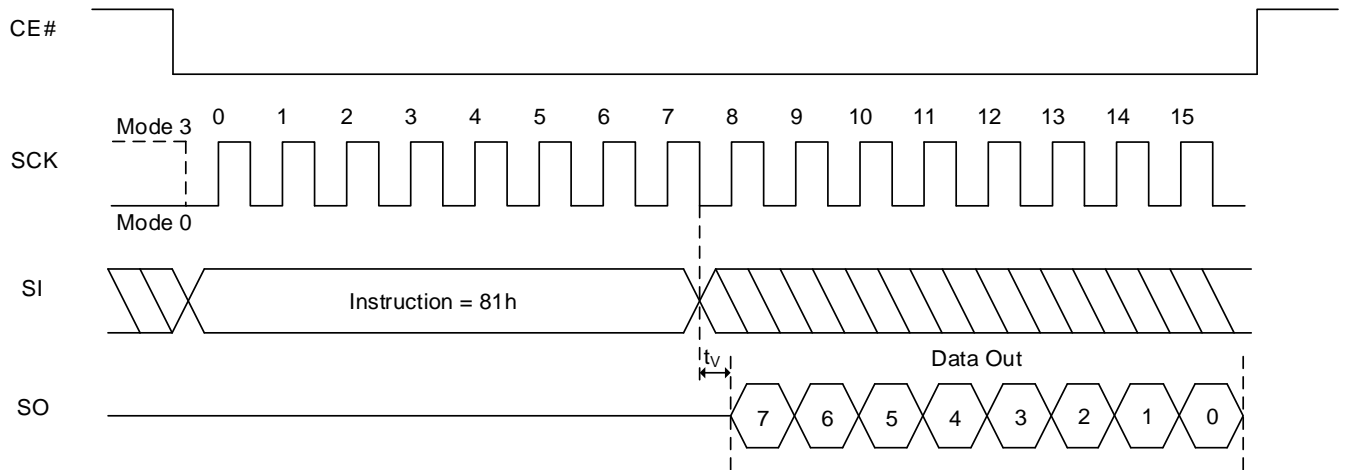 CE#
Mode 3 0 1 2 3 4 5 6 7 8 9 10 11 12 13 14 15
SCK
Mode 0
SI Instruction = 81h
tV Data Out
SO 7 6 5 4 3 2 1 0